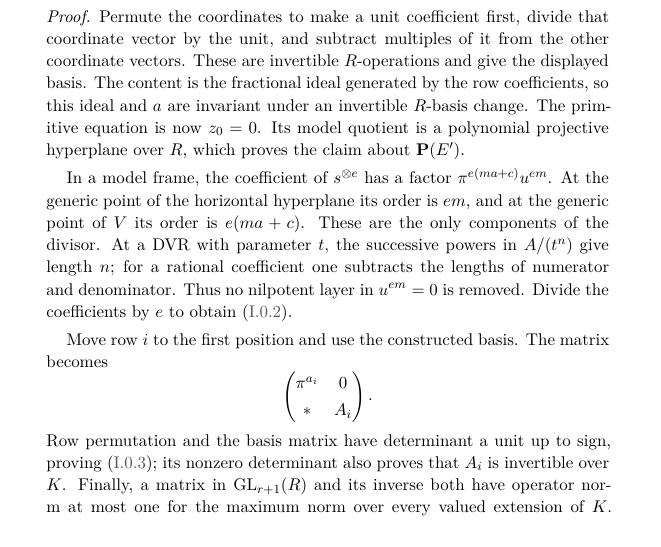 Proof. Permute the coordinates to make a unit coefficient first, divide that
coordinate vector by the unit, and subtract multiples of it from the other
coordinate vectors. These are invertible R-operations and give the displayed
basis. The content is the fractional ideal generated by the row coefficients, so
this ideal and a are invariant under an invertible R-basis change. The prim-
itive equation is now z₀ = 0. Its model quotient is a polynomial projective
hyperplane over R, which proves the claim about P(E′).
In a model frame, the coefficient of s^{⊗e} has a factor π^{e(ma+c)}u^{em}. At the
generic point of the horizontal hyperplane its order is em, and at the generic
point of V its order is e(ma + c). These are the only components of the
divisor. At a DVR with parameter t, the successive powers in A/(tⁿ) give
length n; for a rational coefficient one subtracts the lengths of numerator
and denominator. Thus no nilpotent layer in u^{em} = 0 is removed. Divide the
coefficients by e to obtain (I.0.2).
Move row i to the first position and use the constructed basis. The matrix
becomes
π^{a_i} 0
* A_i .
Row permutation and the basis matrix have determinant a unit up to sign,
proving (I.0.3); its nonzero determinant also proves that A_i is invertible over
K. Finally, a matrix in GL_{r+1}(R) and its inverse both have operator nor-
m at most one for the maximum norm over every valued extension of K.